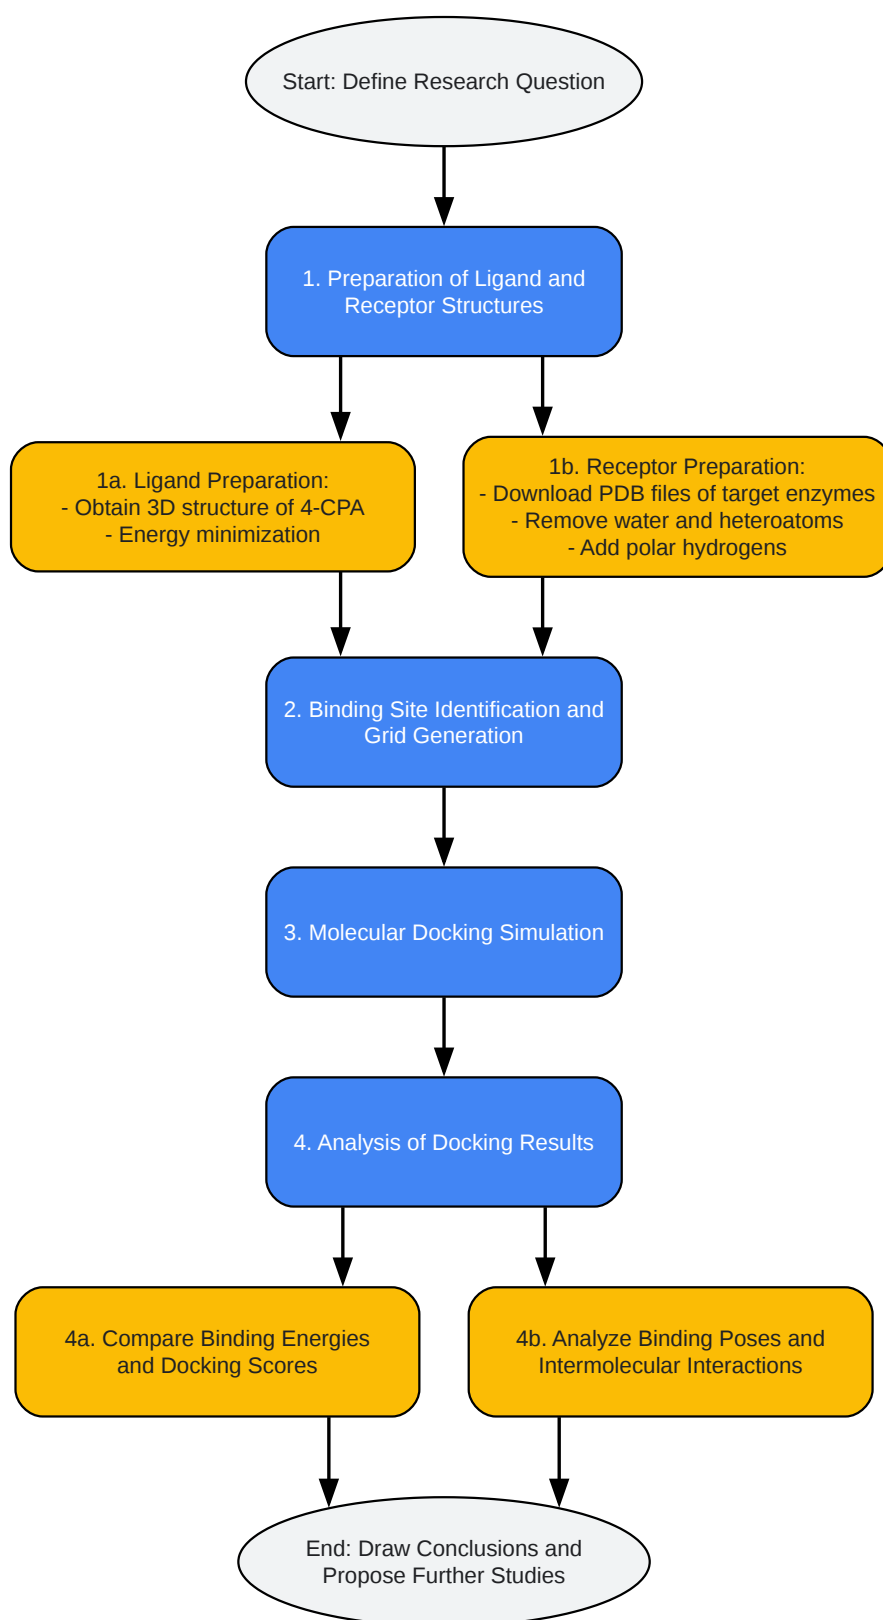 Start: Define Research Question
1. Preparation of Ligand and
Receptor Structures
1a. Ligand Preparation:
- Obtain 3D structure of 4-CPA
- Energy minimization
1b. Receptor Preparation:
- Download PDB files of target enzymes
- Remove water and heteroatoms
- Add polar hydrogens
2. Binding Site Identification and
Grid Generation
3. Molecular Docking Simulation
4. Analysis of Docking Results
4a. Compare Binding Energies
and Docking Scores
4b. Analyze Binding Poses and
Intermolecular Interactions
End: Draw Conclusions and
Propose Further Studies